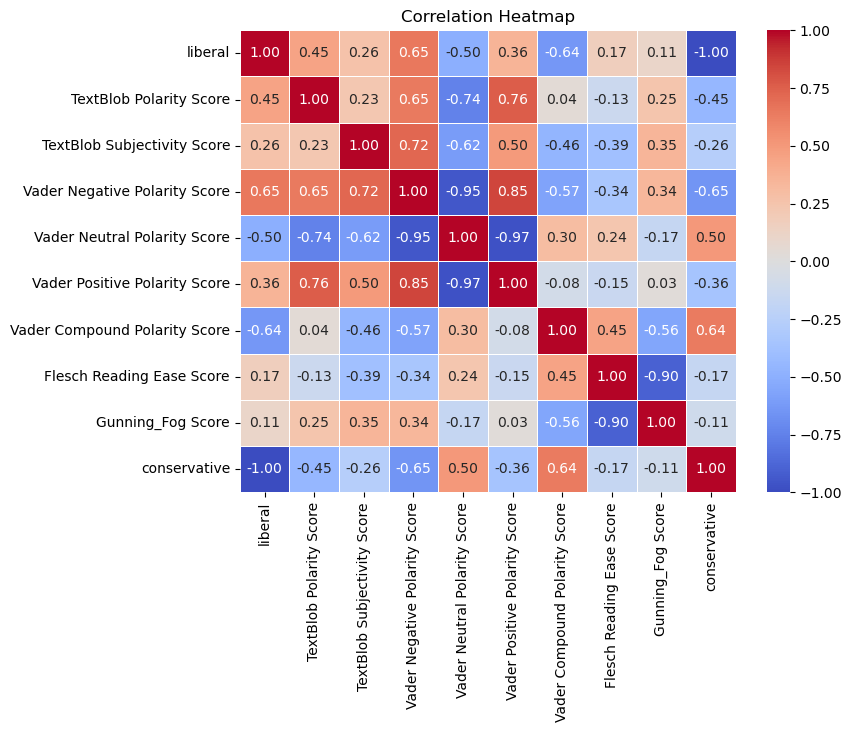 Correlation Heatmap
liberal 1.00 0.45 0.26 0.65 -0.50 0.36 -0.64 0.17 0.11 -1.00
TextBlob Polarity Score 0.45 1.00 0.23 0.65 -0.74 0.76 0.04 -0.13 0.25 -0.45
TextBlob Subjectivity Score 0.26 0.23 1.00 0.72 -0.62 0.50 -0.46 -0.39 0.35 -0.26
Vader Negative Polarity Score 0.65 0.65 0.72 1.00 -0.95 0.85 -0.57 -0.34 0.34 -0.65
Vader Neutral Polarity Score -0.50 -0.74 -0.62 -0.95 1.00 -0.97 0.30 0.24 -0.17 0.50
Vader Positive Polarity Score 0.36 0.76 0.50 0.85 -0.97 1.00 -0.08 -0.15 0.03 -0.36
Vader Compound Polarity Score -0.64 0.04 -0.46 -0.57 0.30 -0.08 1.00 0.45 -0.56 0.64
Flesch Reading Ease Score 0.17 -0.13 -0.39 -0.34 0.24 -0.15 0.45 1.00 -0.90 -0.17
Gunning_Fog Score 0.11 0.25 0.35 0.34 -0.17 0.03 -0.56 -0.90 1.00 -0.11
conservative -1.00 -0.45 -0.26 -0.65 0.50 -0.36 0.64 -0.17 -0.11 1.00
liberal
TextBlob Polarity Score
TextBlob Subjectivity Score
Vader Negative Polarity Score
Vader Neutral Polarity Score
Vader Positive Polarity Score
Vader Compound Polarity Score
Flesch Reading Ease Score
Gunning_Fog Score
conservative
1.00
0.75
0.50
0.25
0.00
-0.25
-0.50
-0.75
-1.00